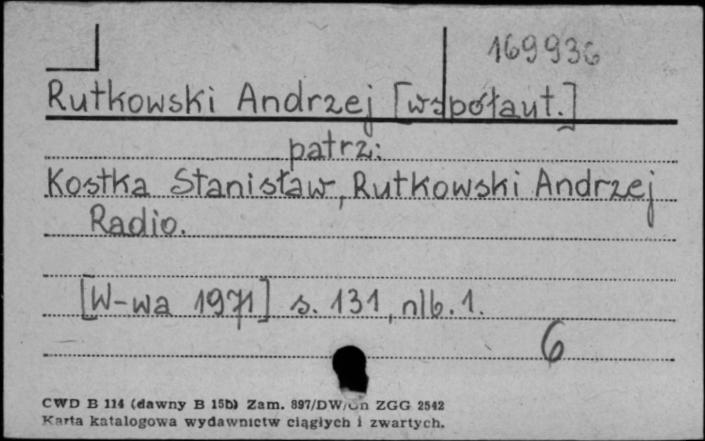 169936
Rutkowski Andrzej [współaut.]
patrz:
Kostka Stanisław, Rutkowski Andrzej
Radio.
[W-wa 1971] s. 131, nlb. 1.
6
CWD B 114 (dawny B 15b) Zam. 897/DW/Cn ZGG 2542
Karta katalogowa wydawnictw ciągłych i zwartych.